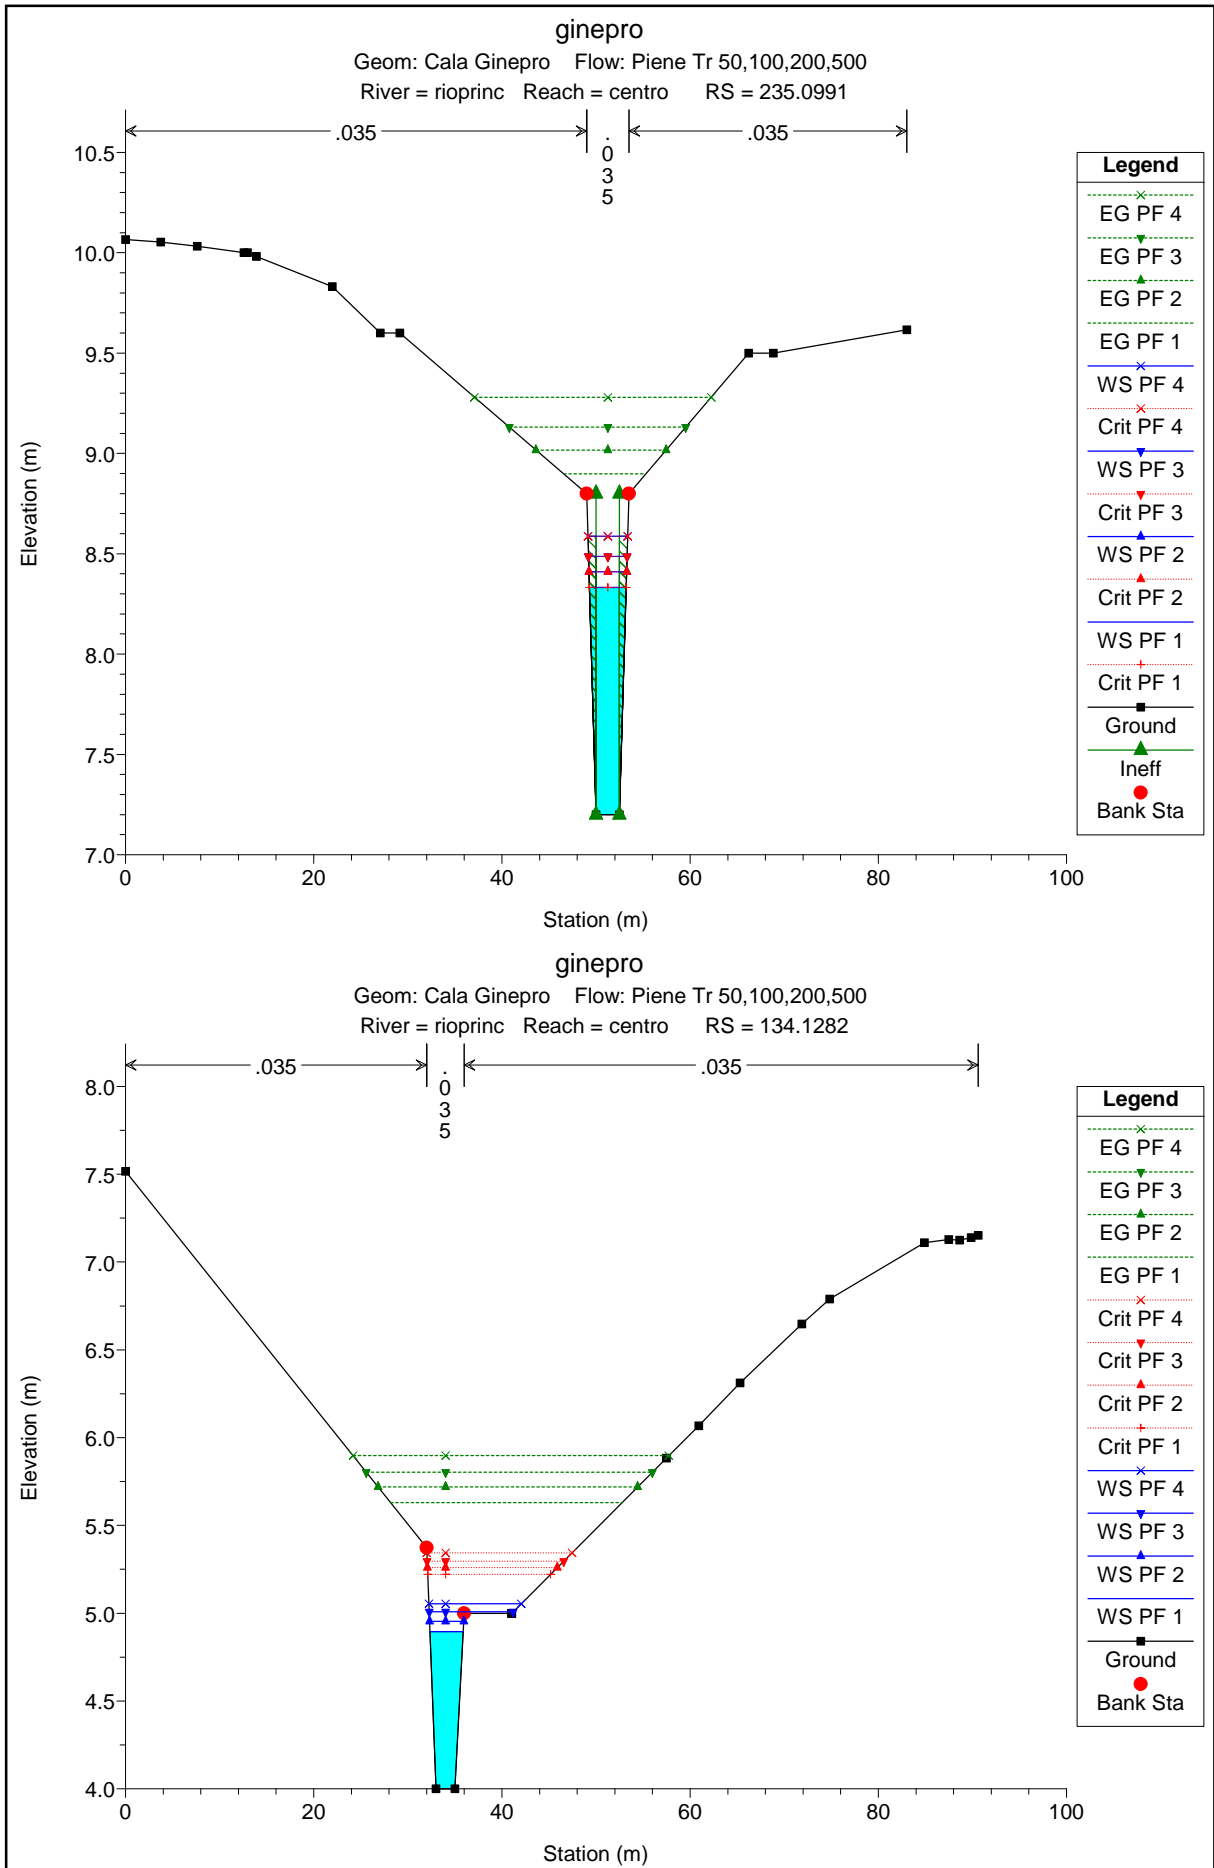 ginepro
Geom: Cala Ginepro Flow: Piene Tr 50,100,200,500
River = rioprinc Reach = centro RS = 235.0991
.035
.035
.035
10.5
10.0
9.5
9.0
8.5
8.0
7.5
7.0
Elevation (m)
0 20 40 60 80 100
Station (m)
Legend
EG PF 4
EG PF 3
EG PF 2
EG PF 1
WS PF 4
Crit PF 4
WS PF 3
Crit PF 3
WS PF 2
Crit PF 2
WS PF 1
Crit PF 1
Ground
Ineff
Bank Sta
ginepro
Geom: Cala Ginepro Flow: Piene Tr 50,100,200,500
River = rioprinc Reach = centro RS = 134.1282
.035
.035
.035
8.0
7.5
7.0
6.5
6.0
5.5
5.0
4.5
4.0
Elevation (m)
0 20 40 60 80 100
Station (m)
Legend
EG PF 4
EG PF 3
EG PF 2
EG PF 1
Crit PF 4
Crit PF 3
Crit PF 2
Crit PF 1
WS PF 4
WS PF 3
WS PF 2
WS PF 1
Ground
Bank Sta